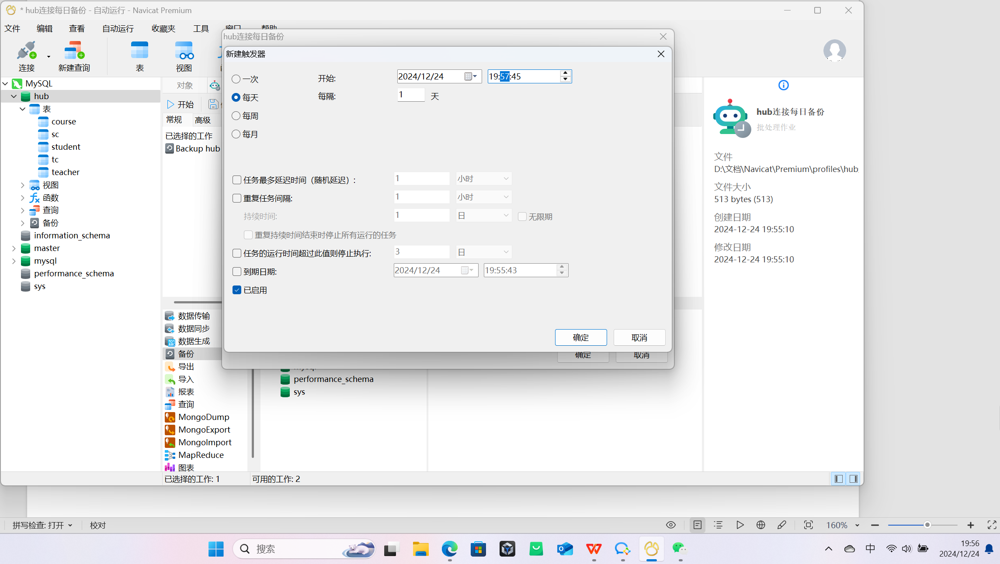 * hub连接每日备份 - 自动运行 - Navicat Premium
文件 编辑 查看 自动运行 收藏夹 工具 窗口 帮助
连接 新建查询 表 视图
MySQL
hub
表
course
sc
student
tc
teacher
视图
函数
查询
备份
information_schema
master
mysql
performance_schema
sys
对象
开始
常规 高级
已选择的工作
Backup hub
数据传输
数据同步
数据生成
备份
导出
导入
报表
查询
MongoDump
MongoExport
MongoImport
MapReduce
图表
hub连接每日备份
新建触发器
一次 开始: 2024/12/24 19:57:45
每天 每隔: 1 天
每周
每月
任务最多延迟时间（随机延迟）: 1 小时
重复任务间隔: 1 小时
持续时间: 1 日 无限期
重复持续时间结束时停止所有运行的任务
任务的运行时间超过此值则停止执行: 3 日
到期日期: 2024/12/24 19:55:43
已启用
确定 取消
确定 取消
mysql
performance_schema
sys
hub连接每日备份
批处理作业
文件
D:\文档\Navicat\Premium\profiles\hub
文件大小
513 bytes (513)
创建日期
2024-12-24 19:55:10
修改日期
2024-12-24 19:55:10
已选择的工作: 1 可用的工作: 2
拼写检查: 打开 校对 160%
搜索
中
19:56
2024/12/24